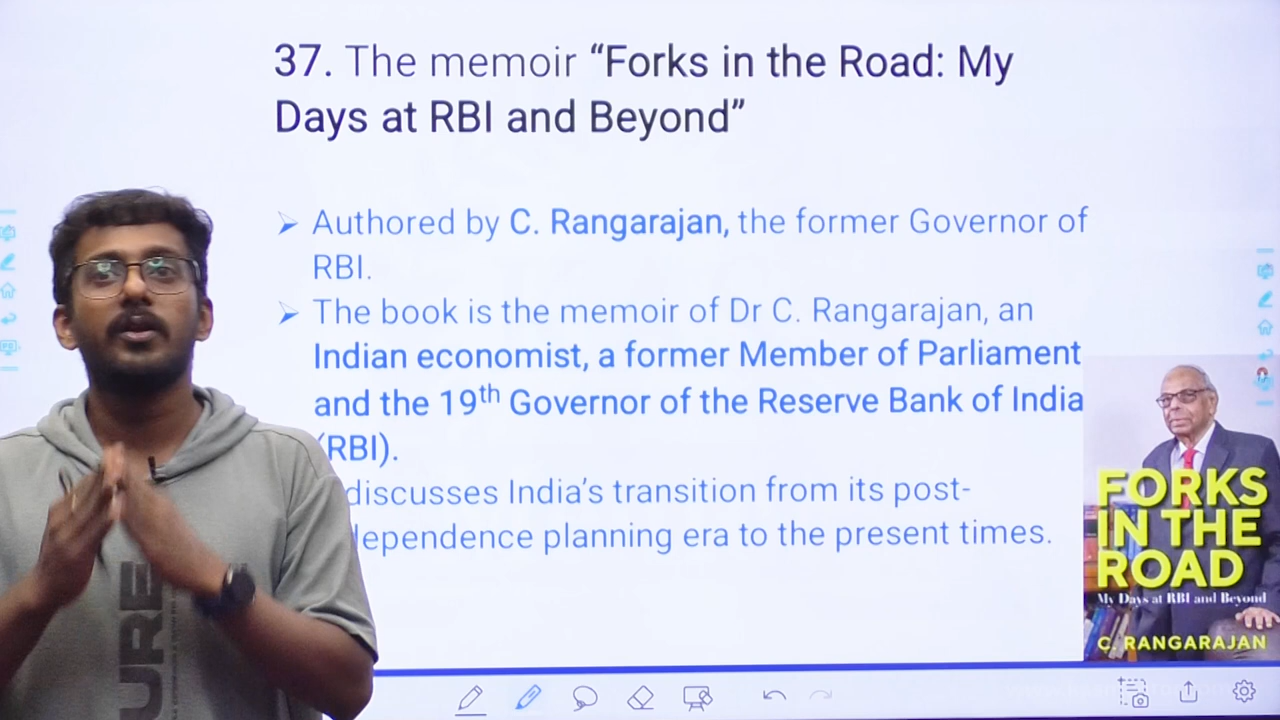 37. The memoir “Forks in the Road: My
Days at RBI and Beyond”
➢ Authored by C. Rangarajan, the former Governor of
RBI.
➢ The book is the memoir of Dr C. Rangarajan, an
Indian economist, a former Member of Parliament
and the 19th Governor of the Reserve Bank of India
(RBI).
discusses India’s transition from its post-
dependence planning era to the present times.
FORKS
IN THE
ROAD
My Days at RBI and Beyond
C. RANGARAJAN
URE